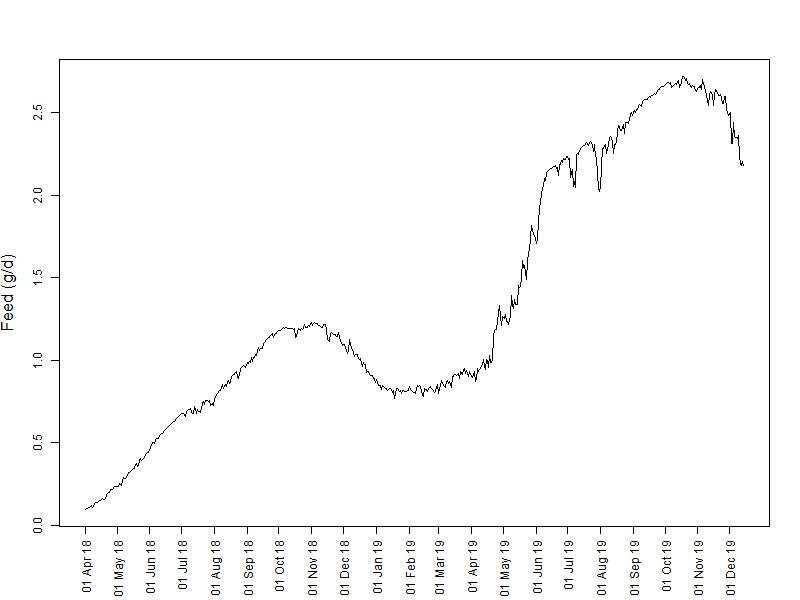 Feed (g/d)
2.5
2.0
1.5
1.0
0.5
0.0
01 Apr 18
01 May 18
01 Jun 18
01 Jul 18
01 Aug 18
01 Sep 18
01 Oct 18
01 Nov 18
01 Dec 18
01 Jan 19
01 Feb 19
01 Mar 19
01 Apr 19
01 May 19
01 Jun 19
01 Jul 19
01 Aug 19
01 Sep 19
01 Oct 19
01 Nov 19
01 Dec 19